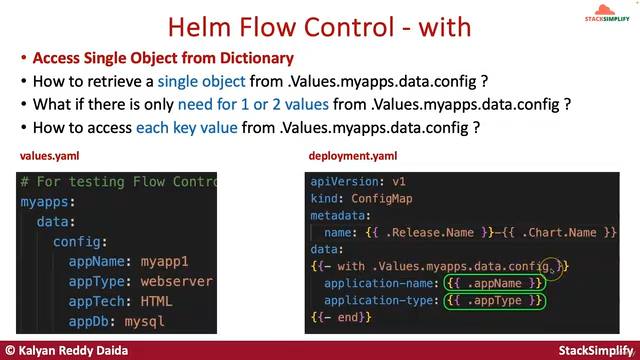 Helm Flow Control - with
STACKSIMPLIFY
• Access Single Object from Dictionary
• How to retrieve a single object from .Values.myapps.data.config ?
• What if there is only need for 1 or 2 values from .Values.myapps.data.config ?
• How to access each key value from .Values.myapps.data.config ?
values.yaml
# For testing Flow Contro
myapps:
data:
config:
appName: myapp1
appType: webserver
appTech: HTML
appDb: mysql
deployment.yaml
apiVersion: v1
kind: ConfigMap
metadata:
name: {{ .Release.Name }}-{{ .Chart.Name }}
data:
{{- with .Values.myapps.data.config }}
application-name: {{ .appName }}
application-type: {{ .appType }}
{{- end}}
© Kalyan Reddy Daida
StackSimplify